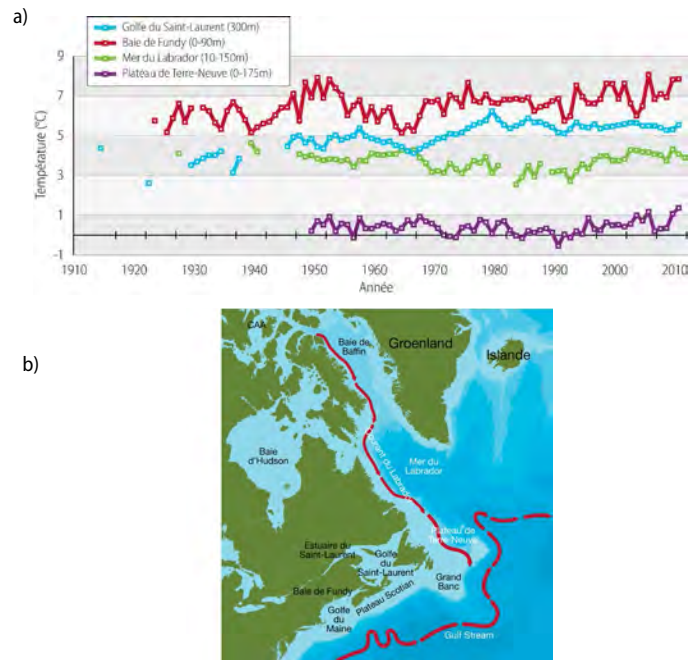 a)
Golfe du Saint-Laurent (300m)
Baie de Fundy (0-90m)
Mer du Labrador (10-150m)
Plateau de Terre-Neuve (0-175m)
Température (°C)
9
7
5
3
1
-1
1910 1920 1930 1940 1950 1960 1970 1980 1990 2000 2010
Année
b)
CAA
Baie de
Baffin
Groenland
Islande
Baie
d'Hudson
Courant du Labrador
Mer du
Labrador
Plateau de
Terre-Neuve
Estuaire du
Saint-Laurent
Golfe
du
Saint-Laurent
Grand
Banc
Baie de Fundy
Plateau Scotian
Golfe
du
Maine
Gulf Stream